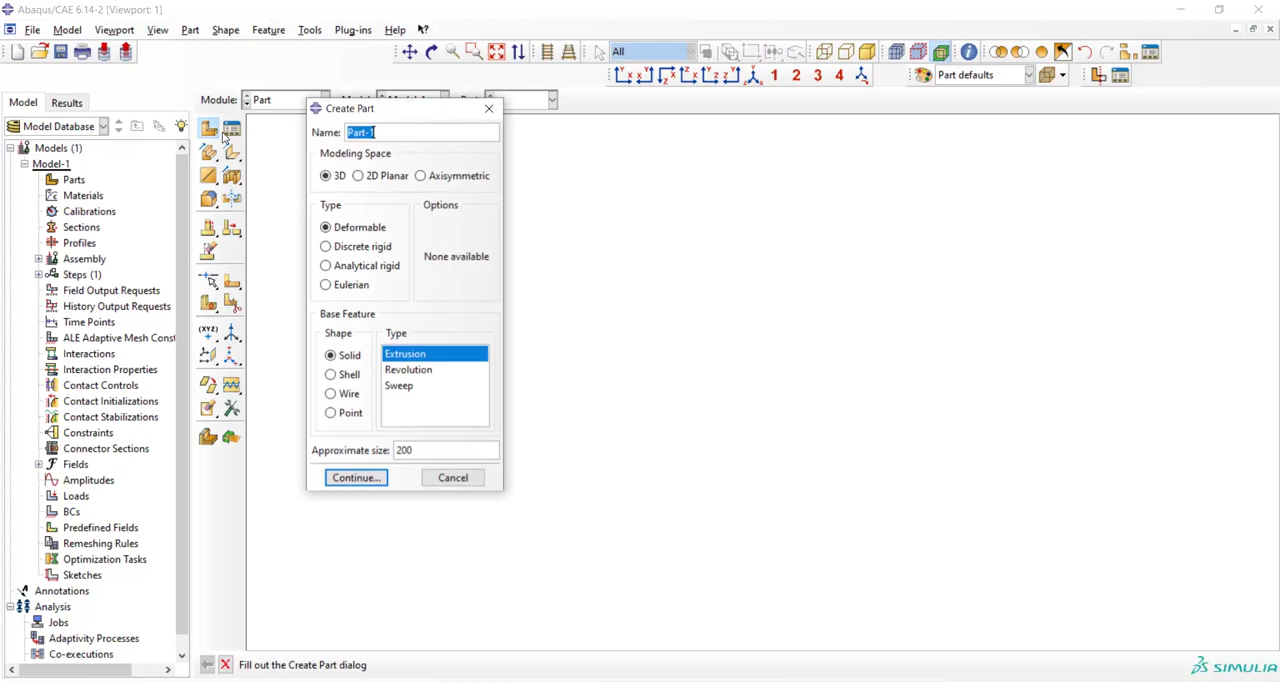 Abaqus/CAE 6.14-2 [Viewport: 1]
File Model Viewport View Part Shape Feature Tools Plug-ins Help
All
1 2 3 4 Part defaults
Model Results Module: Part
Model Database
Create Part
Name: Part-1
Modeling Space
3D 2D Planar Axisymmetric
Type Options
Deformable
Discrete rigid
Analytical rigid
Eulerian
None available
Base Feature
Shape Type
Solid
Shell
Wire
Point
Extrusion
Revolution
Sweep
Approximate size: 200
Continue... Cancel
Models (1)
Model-1
Parts
Materials
Calibrations
Sections
Profiles
Assembly
Steps (1)
Field Output Requests
History Output Requests
Time Points
ALE Adaptive Mesh Const
Interactions
Interaction Properties
Contact Controls
Contact Initializations
Contact Stabilizations
Constraints
Connector Sections
Fields
Amplitudes
Loads
BCs
Predefined Fields
Remeshing Rules
Optimization Tasks
Sketches
Annotations
Analysis
Jobs
Adaptivity Processes
Co-executions
(XYZ)
Fill out the Create Part dialog
SIMULIA